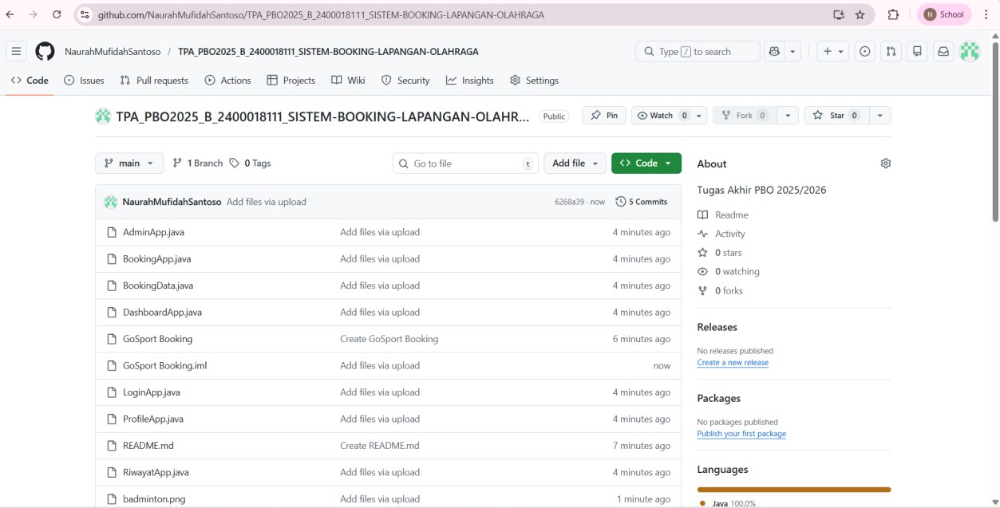 github.com/NaurahMufidahSantoso/TPA_PBO2025_B_2400018111_SISTEM-BOOKING-LAPANGAN-OLAHRAGA
N School
NaurahMufidahSantoso / TPA_PBO2025_B_2400018111_SISTEM-BOOKING-LAPANGAN-OLAHRAGA
Type / to search
Code Issues Pull requests Actions Projects Wiki Security Insights Settings
TPA_PBO2025_B_2400018111_SISTEM-BOOKING-LAPANGAN-OLAHR... Public
Pin Watch 0 Fork 0 Star 0
main 1 Branch 0 Tags
Go to file t
Add file
Code
NaurahMufidahSantoso Add files via upload 6268a39 · now 5 Commits
AdminApp.java Add files via upload 4 minutes ago
BookingApp.java Add files via upload 4 minutes ago
BookingData.java Add files via upload 4 minutes ago
DashboardApp.java Add files via upload 4 minutes ago
GoSport Booking Create GoSport Booking 6 minutes ago
GoSport Booking.iml Add files via upload now
LoginApp.java Add files via upload 4 minutes ago
ProfileApp.java Add files via upload 4 minutes ago
README.md Create README.md 7 minutes ago
RiwayatApp.java Add files via upload 4 minutes ago
badminton.png Add files via upload 1 minute ago
About
Tugas Akhir PBO 2025/2026
Readme
Activity
0 stars
0 watching
0 forks
Releases
No releases published
Create a new release
Packages
No packages published
Publish your first package
Languages
Java 100.0%